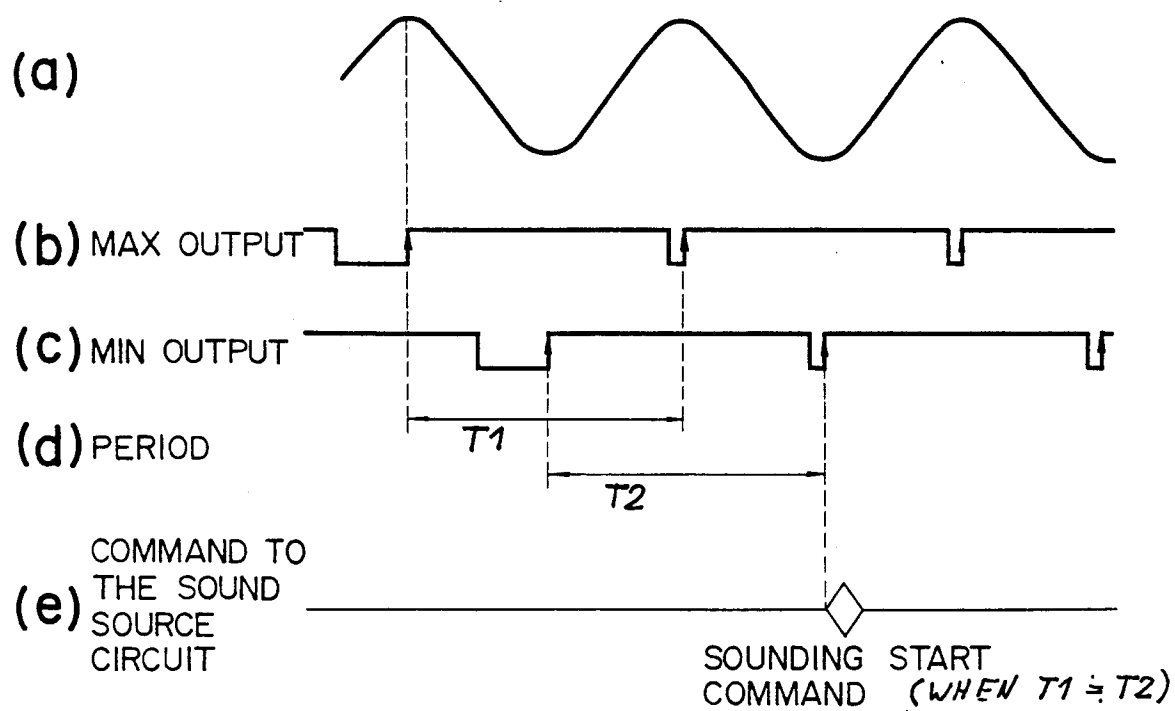 (a)
(b) MAX OUTPUT
(c) MIN OUTPUT
T1
(d) PERIOD
T2
(e) COMMAND TO
THE SOUND
SOURCE
CIRCUIT
SOUNDING START
COMMAND (WHEN T1 ≒ T2)